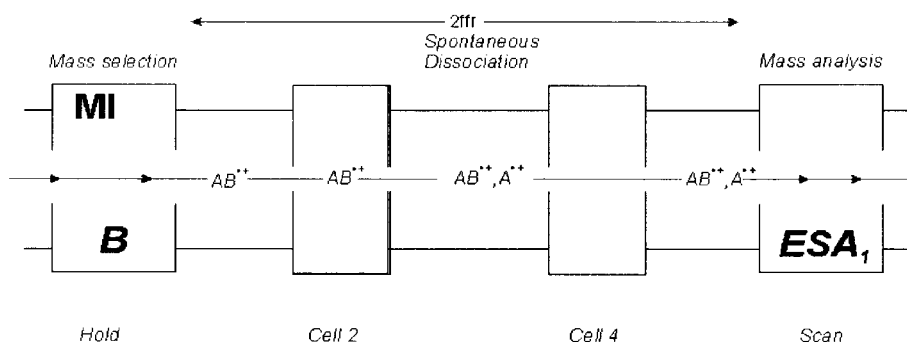 2ffr
Mass selection
Spontaneous
Dissociation
Mass analysis
MI
AB•+
AB•+
AB•+, A•+
AB•+, A•+
B
ESA1
Hold
Cell 2
Cell 4
Scan